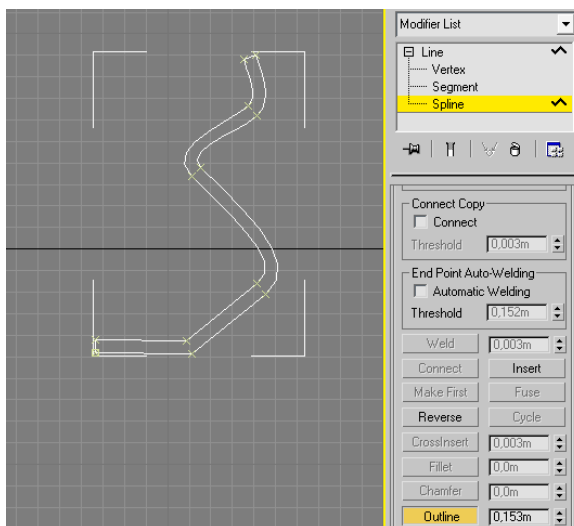 Modifier List
Line
Vertex
Segment
Spline
Connect Copy
Connect
Threshold 0,003m
End Point Auto-Welding
Automatic Welding
Threshold 0,152m
Weld 0,003m
Connect Insert
Make First Fuse
Reverse Cycle
CrossInsert 0,003m
Fillet 0,0m
Chamfer 0,0m
Outline 0,153m